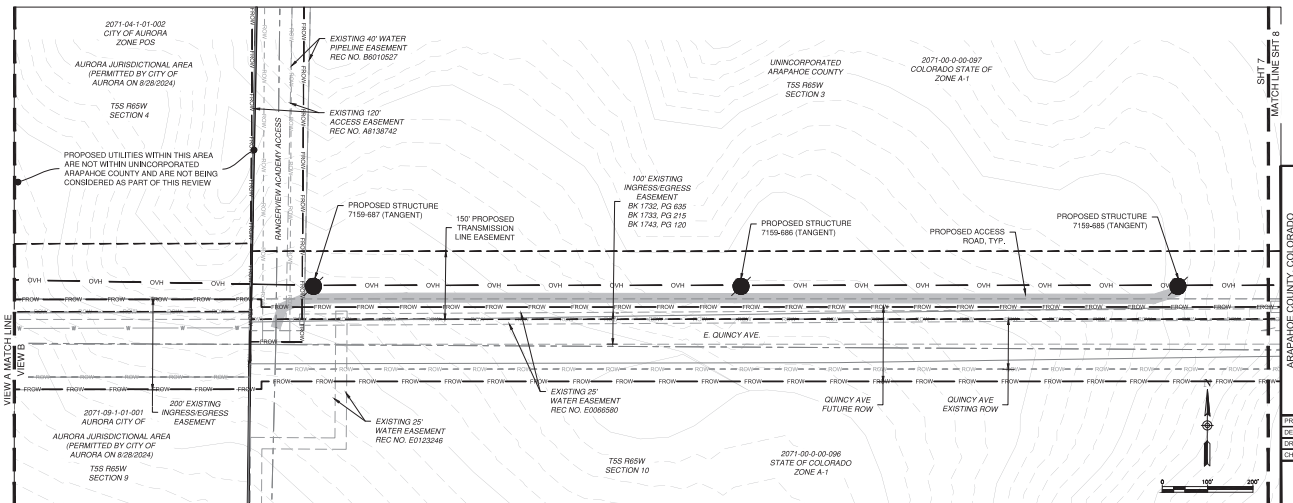 2071-04-1-01-002
CITY OF AURORA
ZONE POS
AURORA JURISDICTIONAL AREA
(PERMITTED BY CITY OF
AURORA ON 8/28/2024)
T5S R65W
SECTION 4
PROPOSED UTILITIES WITHIN THIS AREA
ARE NOT WITHIN UNINCORPORATED
ARAPAHOE COUNTY AND ARE NOT BEING
CONSIDERED AS PART OF THIS REVIEW
EXISTING 40' WATER
PIPELINE EASEMENT
REC NO. B6010527
EXISTING 120'
ACCESS EASEMENT
REC NO. A8138742
RANGERVIEW ACADEMY ACCESS
UNINCORPORATED
ARAPAHOE COUNTY
T5S R65W
SECTION 3
2071-00-0-00-097
COLORADO STATE OF
ZONE A-1
SHT 7
MATCH LINE SHT 8
PROPOSED STRUCTURE
7159-687 (TANGENT)
150' PROPOSED
TRANSMISSION
LINE EASEMENT
100' EXISTING
INGRESS/EGRESS
EASEMENT
BK 1732, PG 635
BK 1733, PG 215
BK 1743, PG 120
PROPOSED STRUCTURE
7159-686 (TANGENT)
PROPOSED ACCESS
ROAD, TYP.
PROPOSED STRUCTURE
7159-685 (TANGENT)
OVH OVH OVH OVH
FROW FROW FROW FROW
E. QUINCY AVE.
VIEW A MATCH LINE
VIEW B
200' EXISTING
INGRESS/EGRESS
EASEMENT
2071-09-1-01-001
AURORA CITY OF
AURORA JURISDICTIONAL AREA
(PERMITTED BY CITY OF
AURORA ON 8/28/2024)
T5S R65W
SECTION 9
EXISTING 25'
WATER EASEMENT
REC NO. E0123246
EXISTING 25'
WATER EASEMENT
REC NO. E0066580
QUINCY AVE
FUTURE ROW
QUINCY AVE
EXISTING ROW
T5S R65W
SECTION 10
2071-00-0-00-096
STATE OF COLORADO
ZONE A-1
N
0 100' 200'
ARAPAHOE COUNTY, COLORADO